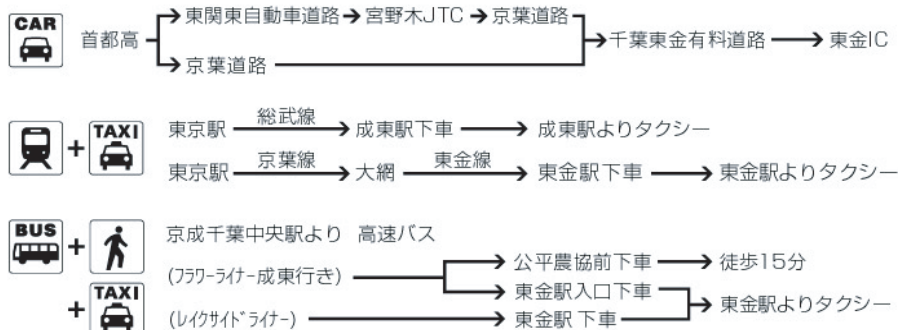 CAR
首都高 東関東自動車道路 宮野木JTC 京葉道路
京葉道路
千葉東金有料道路 東金IC
TAXI
東京駅 総武線 成東駅下車 成東駅よりタクシー
東京駅 京葉線 大網 東金線 東金駅下車 東金駅よりタクシー
BUS
京成千葉中央駅より 高速バス
(フラワーライナー成東行き) 公平農協前下車 徒歩15分
東金駅入口下車
TAXI
(レイクサイドライナー) 東金駅下車
東金駅よりタクシー